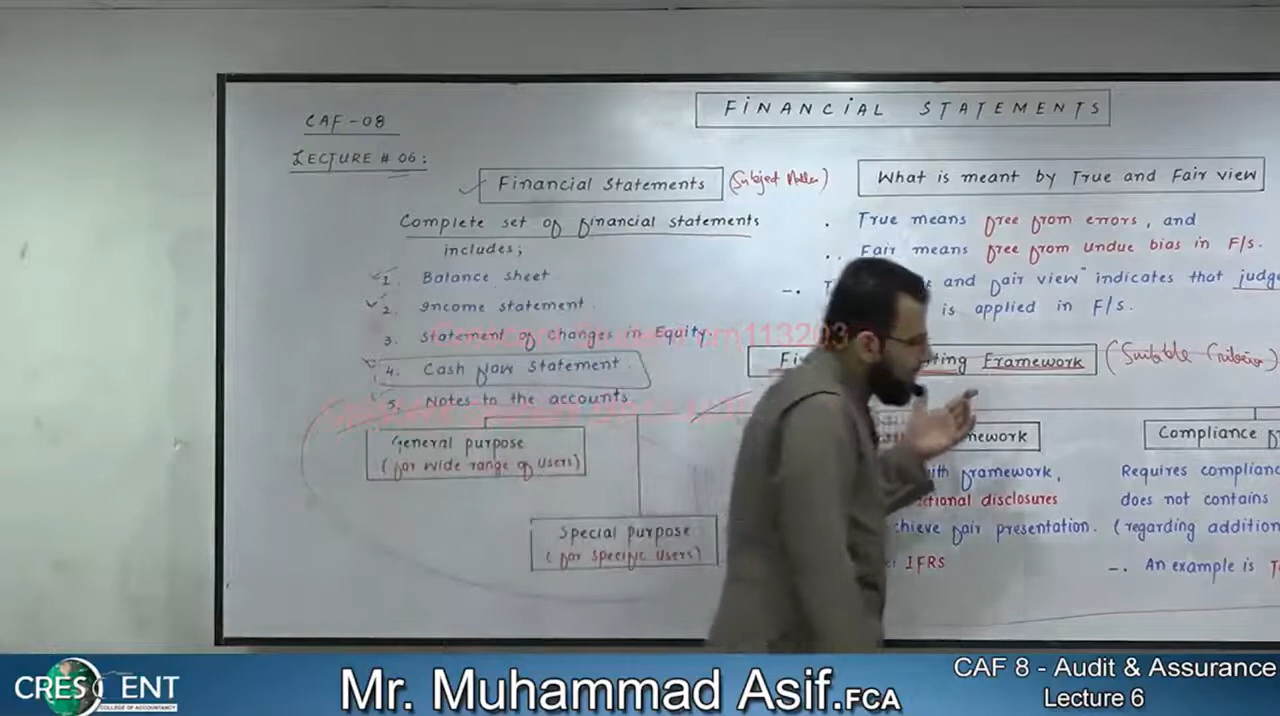 FINANCIAL STATEMENTS
CAF-08
LECTURE # 06:
Financial Statements (Subject Matter)
Complete set of financial statements
includes;
1. Balance sheet
2. Income statement
3. Statement of changes in Equity.
4. Cash flow statement
5. Notes to the accounts.
General purpose
(for wide range of users)
Special purpose
(for specific users)
What is meant by True and Fair view
True means free from errors, and
Fair means free from undue bias in F/s.
and fair view" indicates that
is applied in F/s.
Framework (Suitable Criteria)
framework,
disclosures
fair presentation.
IFRS
Compliance
Requires
does not contains
(regarding
An example is
CRESCENT
COLLEGE OF ACCOUNTANCY
Mr. Muhammad Asif.FCA
CAF 8 - Audit & Assurance
Lecture 6